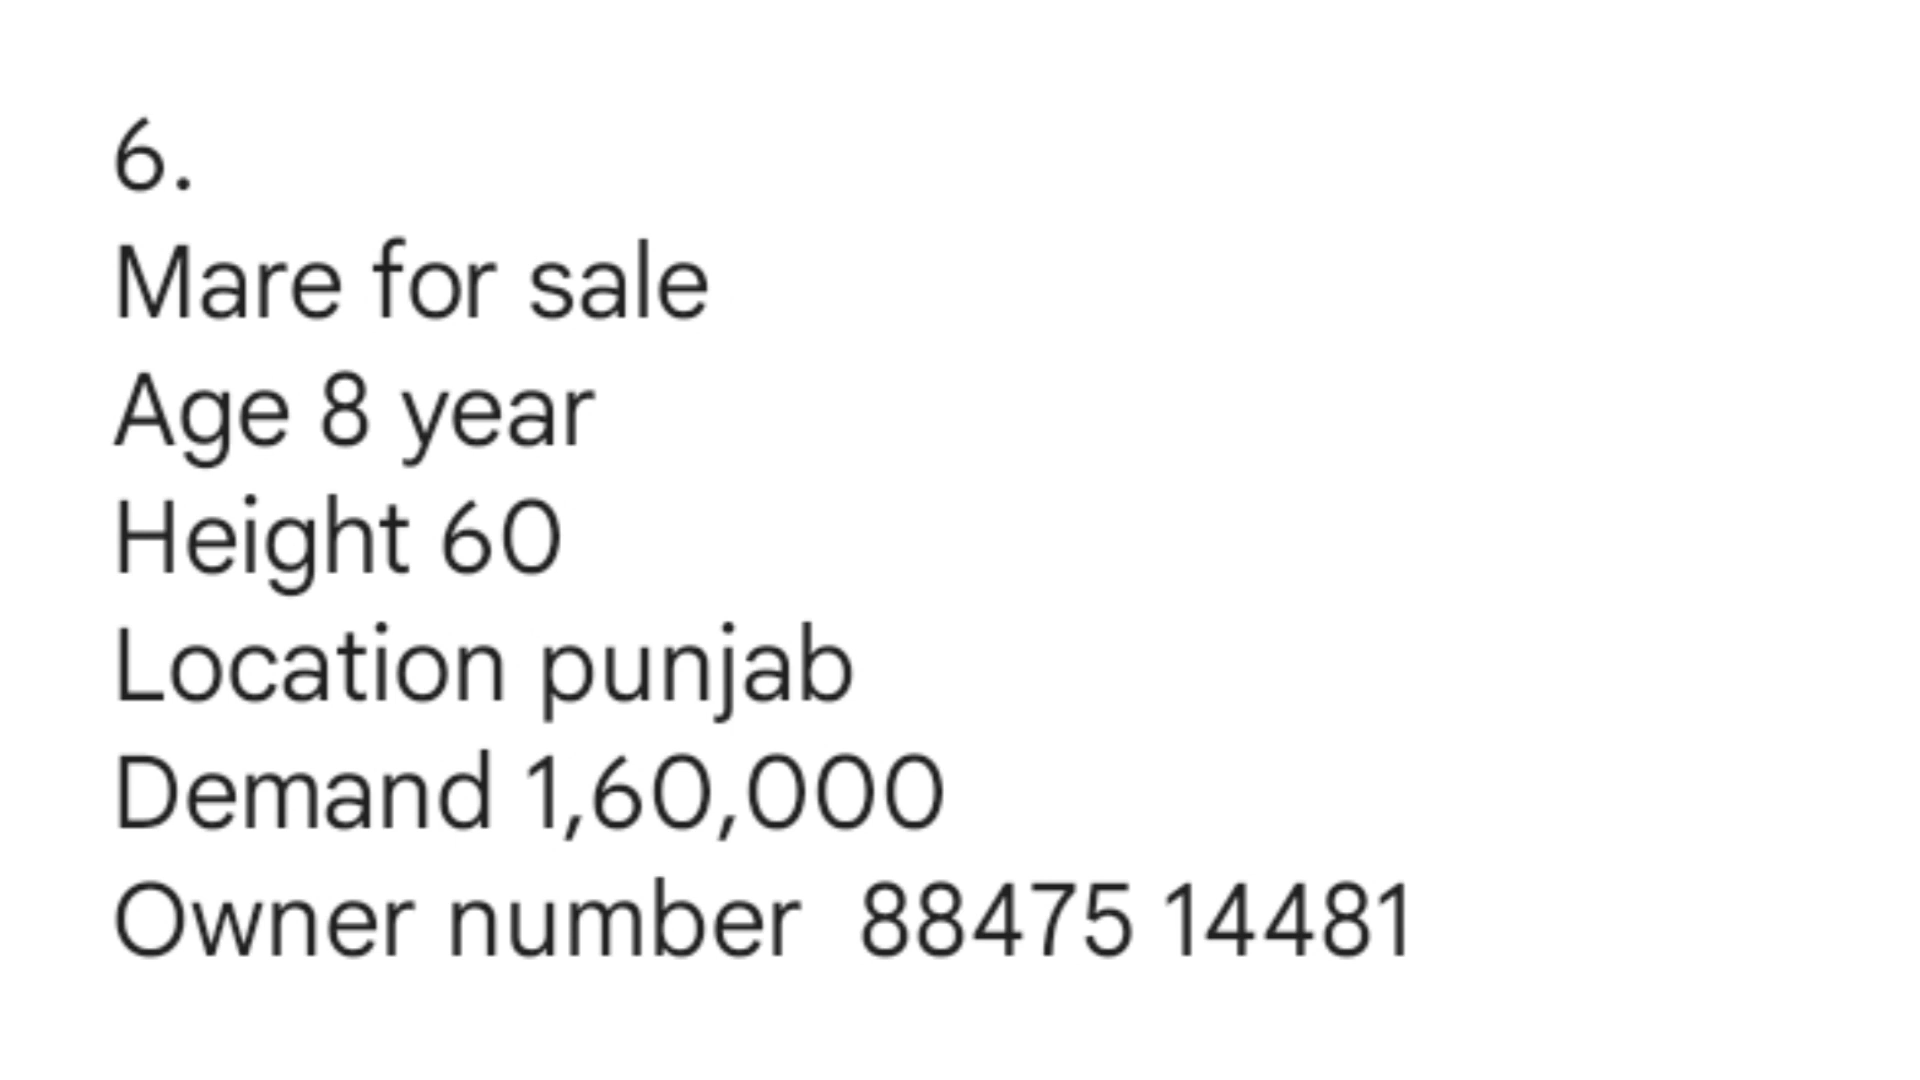 6.
Mare for sale
Age 8 year
Height 60
Location punjab
Demand 1,60,000
Owner number  88475 14481